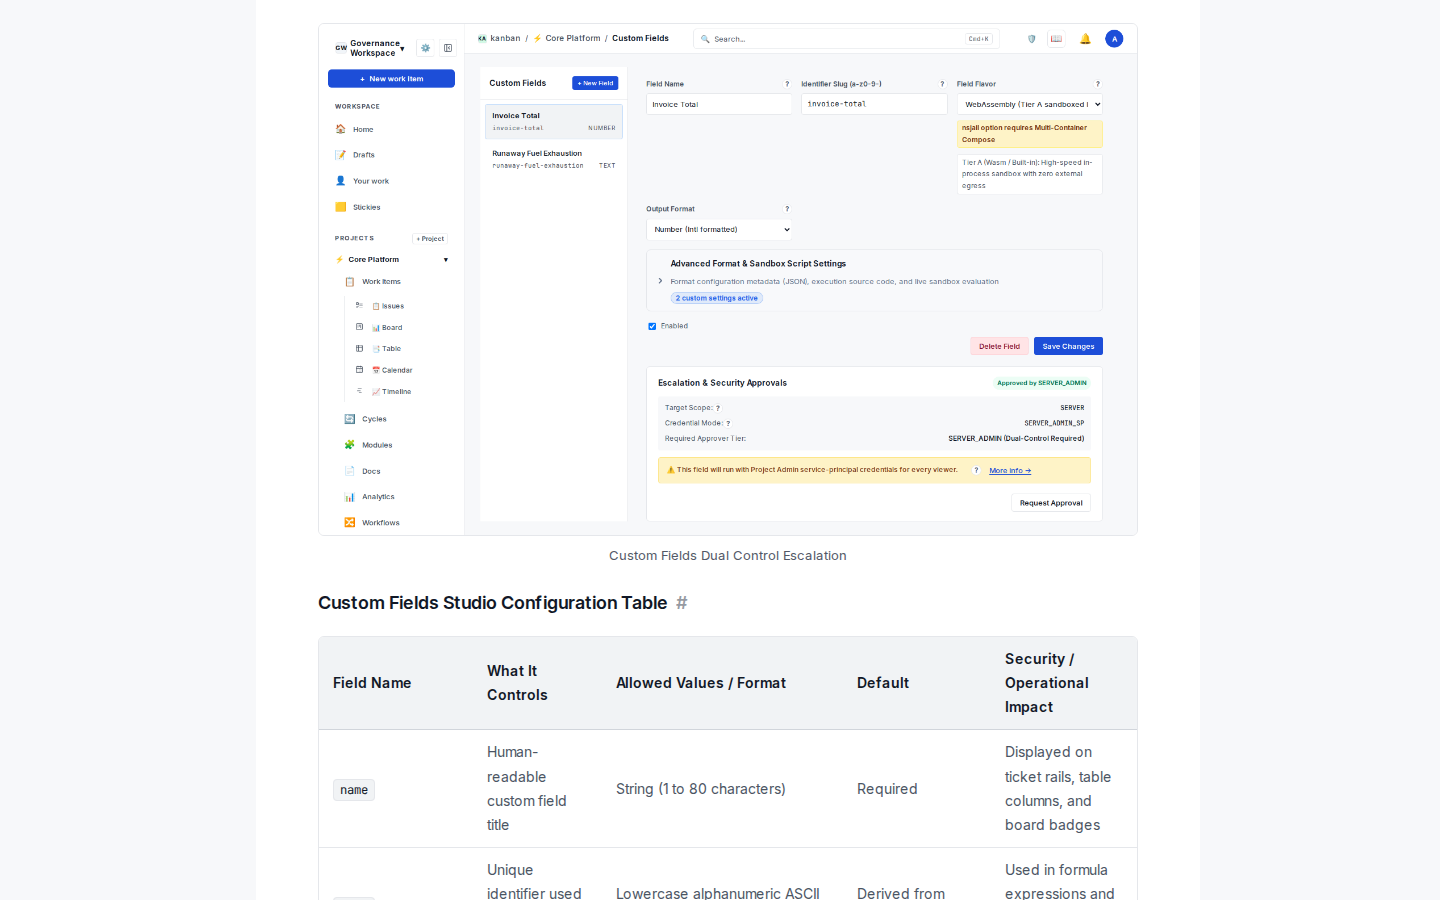 GW Governance Workspace ▾
+ New work item
WORKSPACE
Home
Drafts
Your work
Stickies
PROJECTS
+ Project
Core Platform ▾
Work Items
Issues
Board
Table
Calendar
Timeline
Cycles
Modules
Docs
Analytics
Workflows
KA kanban / Core Platform / Custom Fields
Search...
Cmd+K
A
Custom Fields
+ New Field
Invoice Total
invoice-total NUMBER
Runaway Fuel Exhaustion
runaway-fuel-exhaustion TEXT
Field Name ?
Invoice Total
Identifier Slug (a-z0-9-) ?
invoice-total
Field Flavor ?
WebAssembly (Tier A sandboxed
nsjail option requires Multi-Container
Compose
Tier A (Wasm / Built-in): High-speed in-
process sandbox with zero external
egress
Output Format ?
Number (Intl formatted)
Advanced Format & Sandbox Script Settings
Format configuration metadata (JSON), execution source code, and live sandbox evaluation
2 custom settings active
Enabled
Delete Field
Save Changes
Escalation & Security Approvals
Approved by SERVER_ADMIN
Target Scope: ? SERVER
Credential Mode: ? SERVER_ADMIN_SP
Required Approver Tier: SERVER_ADMIN (Dual-Control Required)
⚠ This field will run with Project Admin service-principal credentials for every viewer. ? More info →
Request Approval
Custom Fields Dual Control Escalation
Custom Fields Studio Configuration Table #
Field Name
What It
Controls
Allowed Values / Format
Default
Security /
Operational
Impact
name
Human-
readable
custom field
title
String (1 to 80 characters)
Required
Displayed on
ticket rails, table
columns, and
board badges
Unique
identifier used
Lowercase alphanumeric ASCII
Derived from
Used in formula
expressions and